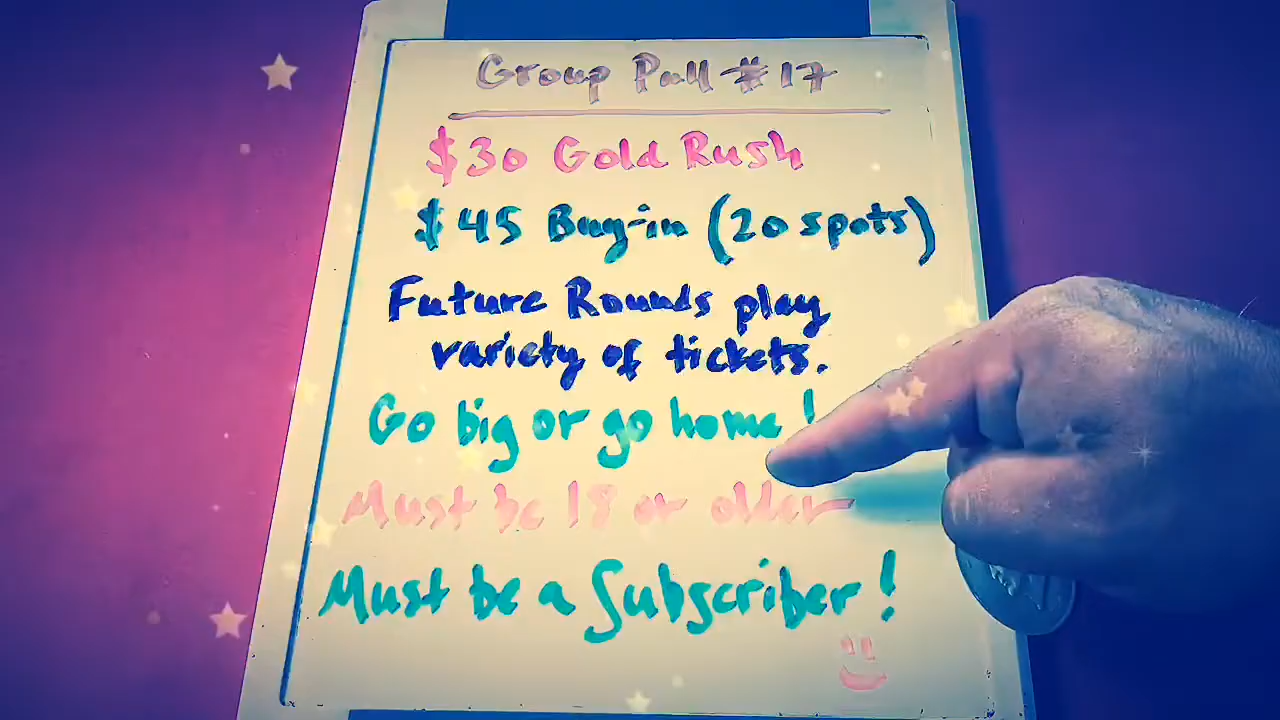 Group Pull #17
$30 Gold Rush
$45 Buy-in (20 spots)
Future Rounds play
variety of tickets.
Go big or go home!
Must be 18 or older
Must be a Subscriber!